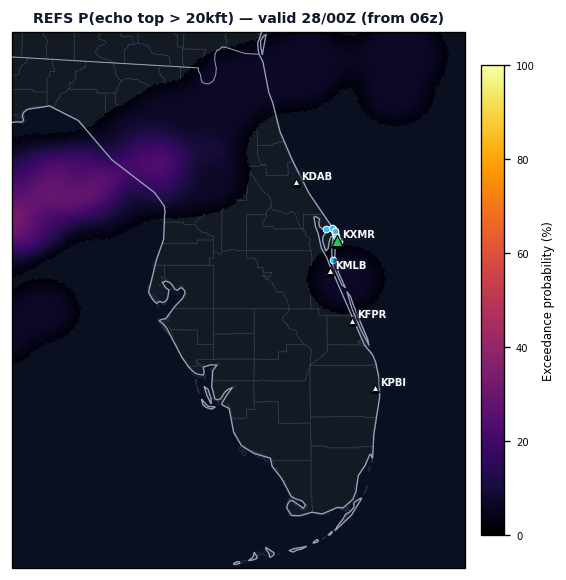 REFS P(echo top > 20kft) — valid 28/00Z (from 06z)
KDAB
KXMR
KMLB
KFPR
KPBI
100
80
60
40
20
0
Exceedance probability (%)